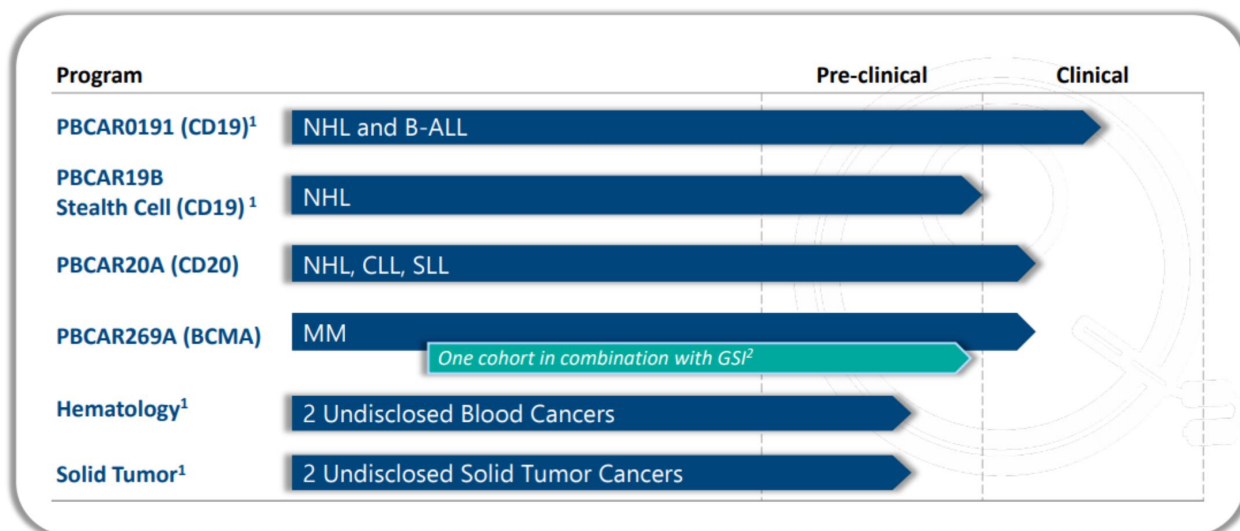 Program Pre-clinical Clinical
PBCAR0191 (CD19)¹ NHL and B-ALL
PBCAR19B
Stealth Cell (CD19) ¹ NHL
PBCAR20A (CD20) NHL, CLL, SLL
PBCAR269A (BCMA) MM
One cohort in combination with GSI²
Hematology¹ 2 Undisclosed Blood Cancers
Solid Tumor¹ 2 Undisclosed Solid Tumor Cancers